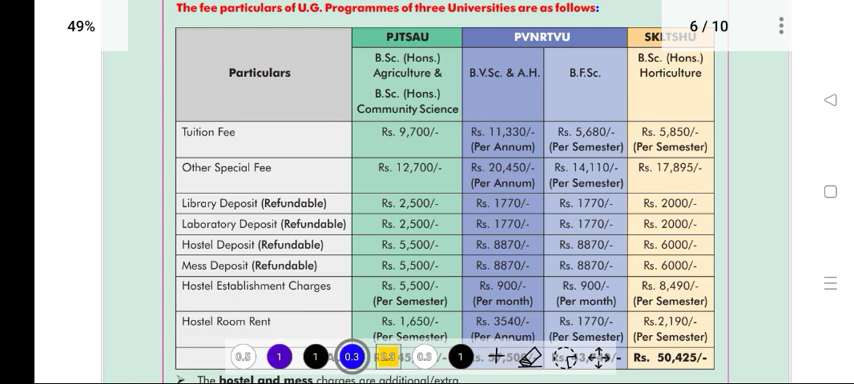 The fee particulars of U.G. Programmes of three Universities are as follows:
49%
6 / 10
PJTSAU PVNRTVU SKLTSHU
Particulars B.Sc. (Hons.) Agriculture & B.Sc. (Hons.) Community Science B.V.Sc. & A.H. B.F.Sc. B.Sc. (Hons.) Horticulture
Tuition Fee Rs. 9,700/- Rs. 11,330/- (Per Annum) Rs. 5,680/- (Per Semester) Rs. 5,850/- (Per Semester)
Other Special Fee Rs. 12,700/- Rs. 20,450/- (Per Annum) Rs. 14,110/- (Per Semester) Rs. 17,895/-
Library Deposit (Refundable) Rs. 2,500/- Rs. 1770/- Rs. 1770/- Rs. 2000/-
Laboratory Deposit (Refundable) Rs. 2,500/- Rs. 1770/- Rs. 1770/- Rs. 2000/-
Hostel Deposit (Refundable) Rs. 5,500/- Rs. 8870/- Rs. 8870/- Rs. 6000/-
Mess Deposit (Refundable) Rs. 5,500/- Rs. 8870/- Rs. 8870/- Rs. 6000/-
Hostel Establishment Charges Rs. 5,500/- (Per Semester) Rs. 900/- (Per month) Rs. 900/- (Per month) Rs. 8,490/- (Per Semester)
Hostel Room Rent Rs. 1,650/- (Per Semester) Rs. 3540/- (Per Annum) Rs. 1770/- (Per Semester) Rs.2,190/- (Per Semester)
Rs. 50,425/-
0.5 1 1 0.3 0.3 1
The hostel and mess charges are additional/extra